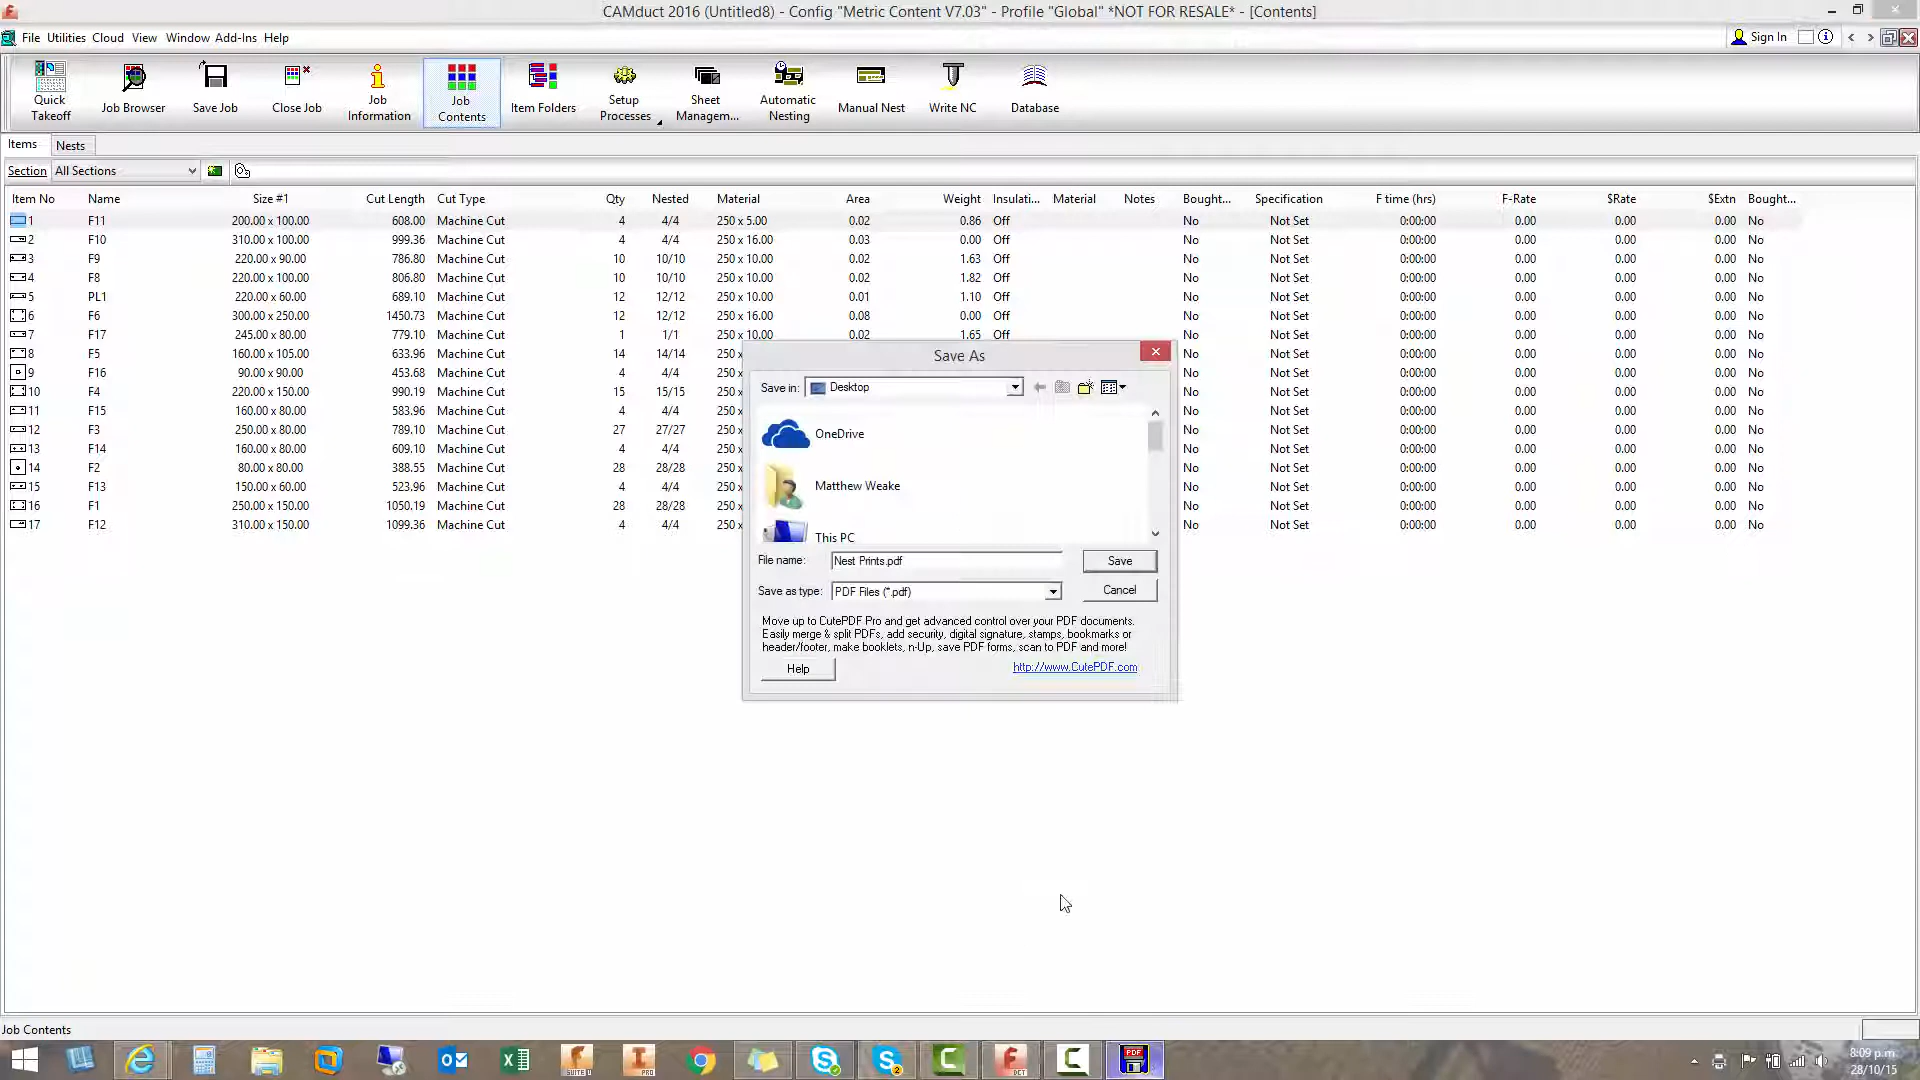 CAMduct 2016 (Untitled8) - Config "Metric Content V7.03" - Profile "Global" *NOT FOR RESALE* - [Contents]
File Utilities Cloud View Window Add-Ins Help
Sign In
Quick Takeoff
Job Browser
Save Job
Close Job
Job Information
Job Contents
Item Folders
Setup Processes
Sheet Managem...
Automatic Nesting
Manual Nest
Write NC
Database
Items Nests
Section All Sections
Item No Name Size #1 Cut Length Cut Type Qty Nested Material Area Weight Insulati... Material Notes Bought... Specification F time (hrs) F-Rate $Rate $Extn Bought...
1 F11 200.00 x 100.00 608.00 Machine Cut 4 4/4 250 x 5.00 0.02 0.86 Off No Not Set 0:00:00 0.00 0.00 0.00 No
2 F10 310.00 x 100.00 999.36 Machine Cut 4 4/4 250 x 16.00 0.03 0.00 Off No Not Set 0:00:00 0.00 0.00 0.00 No
3 F9 220.00 x 90.00 786.80 Machine Cut 10 10/10 250 x 10.00 0.02 1.63 Off No Not Set 0:00:00 0.00 0.00 0.00 No
4 F8 220.00 x 100.00 806.80 Machine Cut 10 10/10 250 x 10.00 0.02 1.82 Off No Not Set 0:00:00 0.00 0.00 0.00 No
5 PL1 220.00 x 60.00 689.10 Machine Cut 12 12/12 250 x 10.00 0.01 1.10 Off No Not Set 0:00:00 0.00 0.00 0.00 No
6 F6 300.00 x 250.00 1450.73 Machine Cut 12 12/12 250 x 16.00 0.08 0.00 Off No Not Set 0:00:00 0.00 0.00 0.00 No
7 F17 245.00 x 80.00 779.10 Machine Cut 1 1/1 250 x 10.00 0.02 1.65 Off No Not Set 0:00:00 0.00 0.00 0.00 No
8 F5 160.00 x 105.00 633.96 Machine Cut 14 14/14 250 x No Not Set 0:00:00 0.00 0.00 0.00 No
9 F16 90.00 x 90.00 453.68 Machine Cut 4 4/4 250 x No Not Set 0:00:00 0.00 0.00 0.00 No
10 F4 220.00 x 150.00 990.19 Machine Cut 15 15/15 250 x No Not Set 0:00:00 0.00 0.00 0.00 No
11 F15 160.00 x 80.00 583.96 Machine Cut 4 4/4 250 x No Not Set 0:00:00 0.00 0.00 0.00 No
12 F3 250.00 x 80.00 789.10 Machine Cut 27 27/27 250 x No Not Set 0:00:00 0.00 0.00 0.00 No
13 F14 160.00 x 80.00 609.10 Machine Cut 4 4/4 250 x No Not Set 0:00:00 0.00 0.00 0.00 No
14 F2 80.00 x 80.00 388.55 Machine Cut 28 28/28 250 x No Not Set 0:00:00 0.00 0.00 0.00 No
15 F13 150.00 x 60.00 523.96 Machine Cut 4 4/4 250 x No Not Set 0:00:00 0.00 0.00 0.00 No
16 F1 250.00 x 150.00 1050.19 Machine Cut 28 28/28 250 x No Not Set 0:00:00 0.00 0.00 0.00 No
17 F12 310.00 x 150.00 1099.36 Machine Cut 4 4/4 250 x No Not Set 0:00:00 0.00 0.00 0.00 No
Save As
Save in: Desktop
OneDrive
Matthew Weake
This PC
File name: Nest Prints.pdf Save
Save as type: PDF Files (*.pdf) Cancel
Move up to CutePDF Pro and get advanced control over your PDF documents.
Easily merge & split PDFs, add security, digital signature, stamps, bookmarks or
header/footer, make booklets, n-Up, save PDF forms, scan to PDF and more!
Help http://www.CutePDF.com
Job Contents
8:09 p.m.
28/10/15